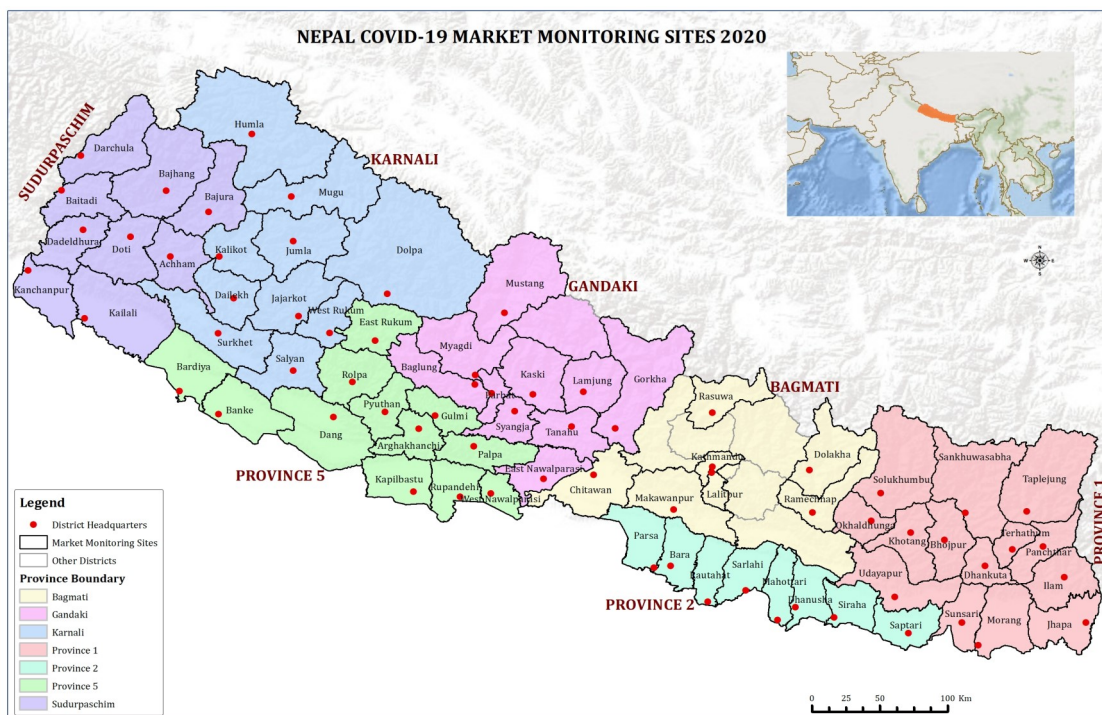 NEPAL COVID-19 MARKET MONITORING SITES 2020
SUDURPASCHIM
KARNALI
GANDAKI
BAGMATI
PROVINCE 5
PROVINCE 2
PROVINCE 1
Humla
Darchula
Bajhang
Mugu
Baitadi
Bajura
Dadeldhura
Doti
Kalikot
Jumla
Dolpa
Achham
Kanchanpur
Kailali
Dailekh
Jajarkot
West Rukum
East Rukum
Mustang
Surkhet
Salyan
Myagdi
Bardiya
Baglung
Rolpa
Kaski
Lamjung
Gorkha
Parbat
Banke
Pyuthan
Gulmi
Syangja
Tanahu
Dang
Arghakhanchi
Palpa
East Nawalparasi
Kapilbastu
Rupandehi
West Nawalparasi
Rasuwa
Kathmandu
Dolakha
Chitawan
Makawanpur
Lalitpur
Ramechhap
Solukhumbu
Sankhuwasabha
Taplejung
Okhaldhunga
Khotang
Bhojpur
Terhathum
Panchthar
Dhankuta
Ilam
Udayapur
Parsa
Bara
Rautahat
Sarlahi
Mahottari
Dhanusha
Siraha
Saptari
Sunsari
Morang
Jhapa
Legend
District Headquarters
Market Monitoring Sites
Other Districts
Province Boundary
Bagmati
Gandaki
Karnali
Province 1
Province 2
Province 5
Sudurpaschim
N
W E
S
0 25 50 100 Km